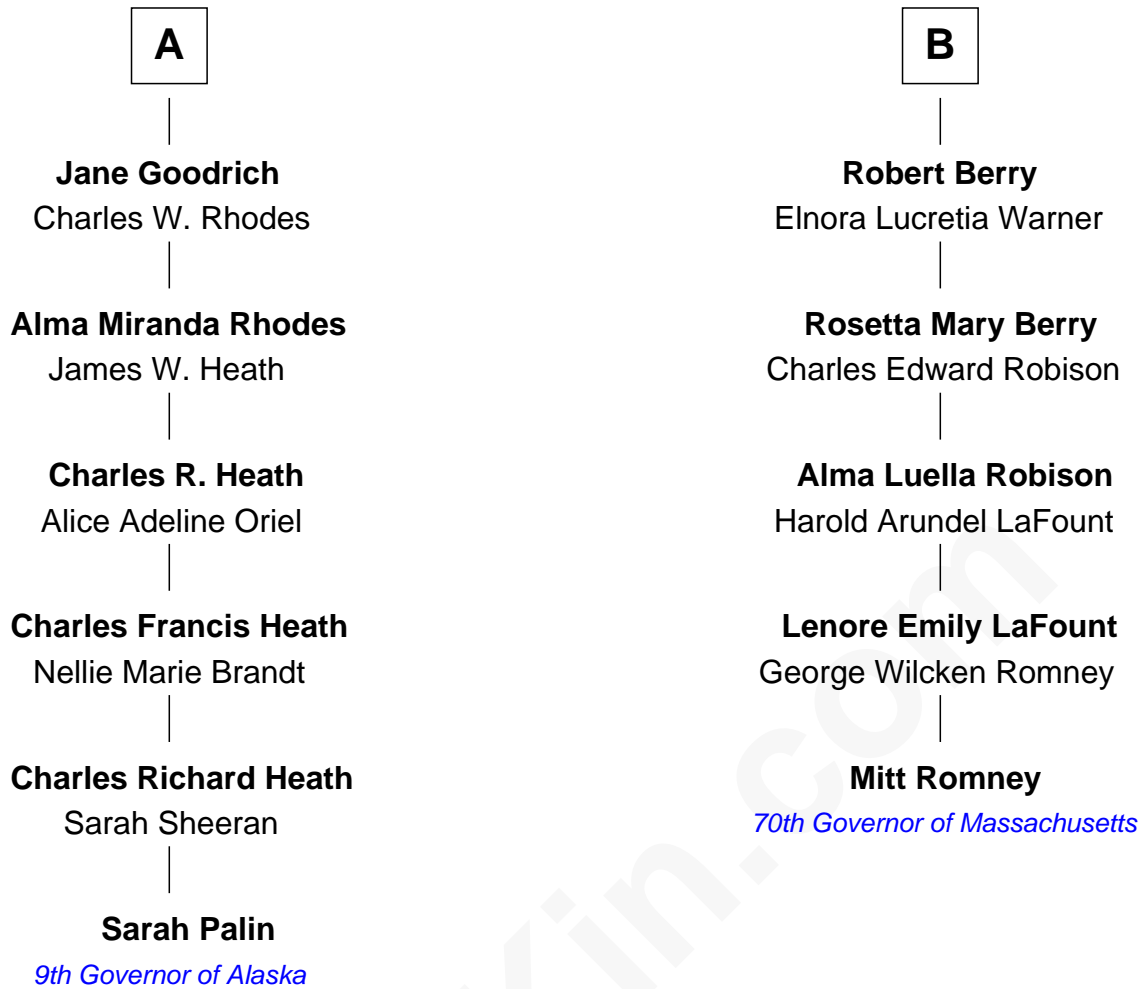 A
Jane Goodrich
Charles W. Rhodes
Alma Miranda Rhodes
James W. Heath
Charles R. Heath
Alice Adeline Oriel
Charles Francis Heath
Nellie Marie Brandt
Charles Richard Heath
Sarah Sheeran
Sarah Palin
9th Governor of Alaska
B
Robert Berry
Elnora Lucretia Warner
Rosetta Mary Berry
Charles Edward Robison
Alma Luella Robison
Harold Arundel LaFount
Lenore Emily LaFount
George Wilcken Romney
Mitt Romney
70th Governor of Massachusetts